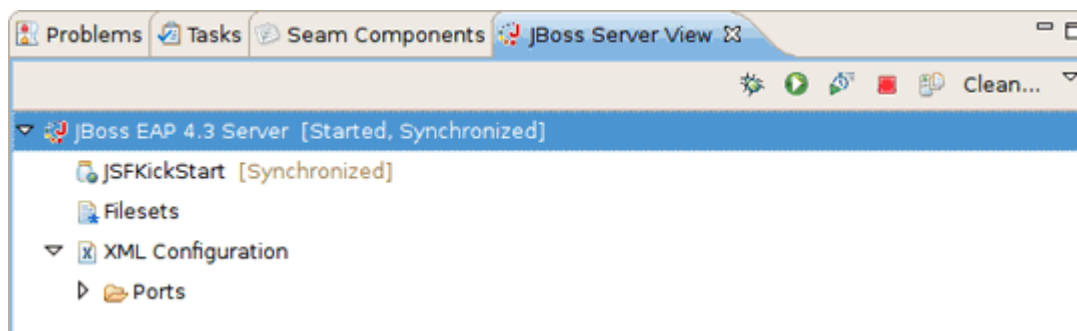 Problems Tasks Seam Components JBoss Server View
Clean...
JBoss EAP 4.3 Server [Started, Synchronized]
JSFKickStart [Synchronized]
Filesets
XML Configuration
Ports